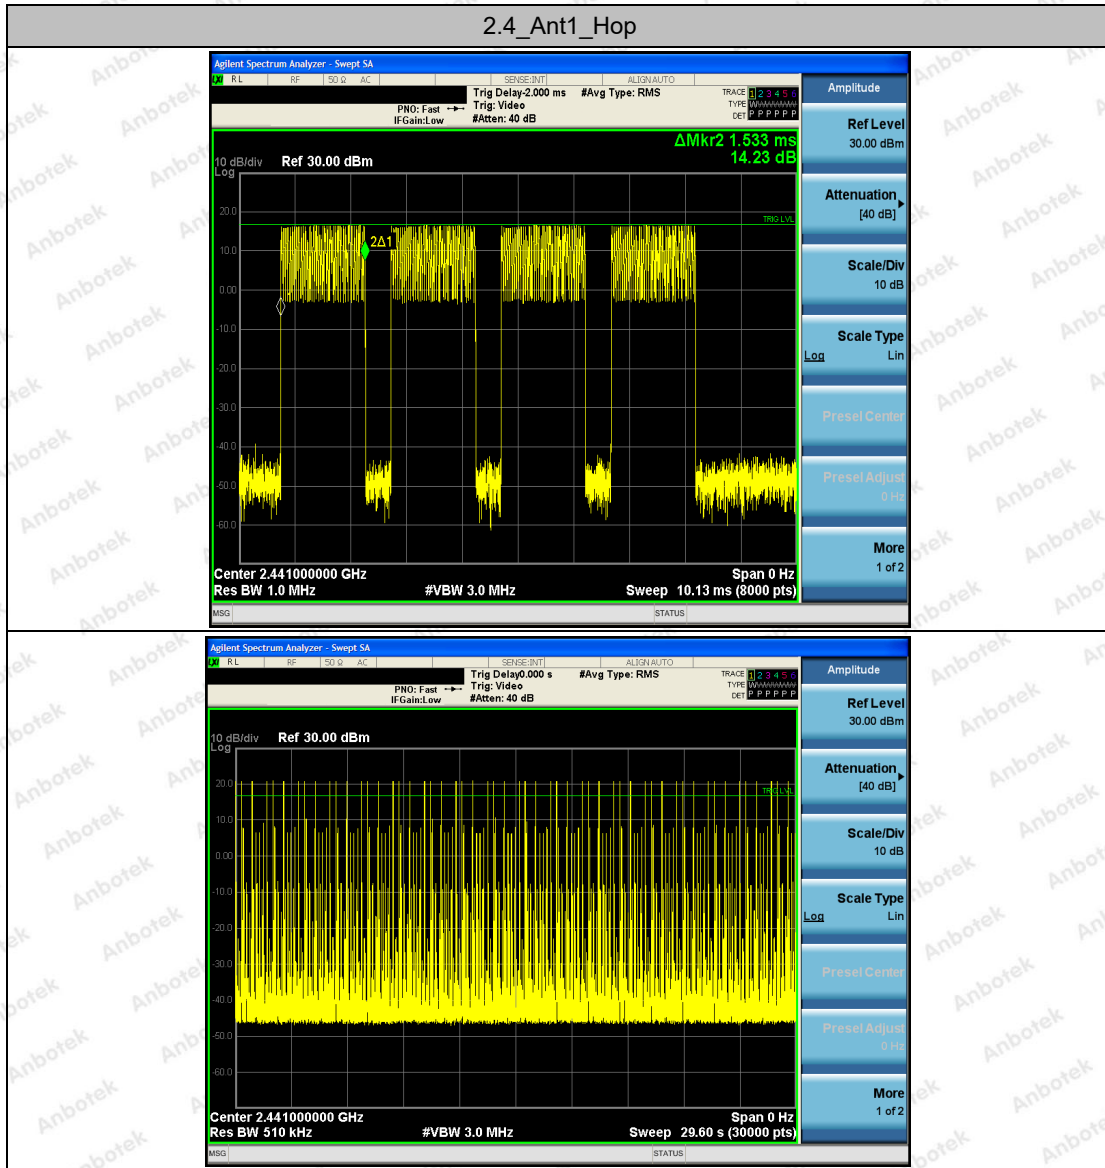 2.4_Ant1_Hop
Agilent Spectrum Analyzer - Swept SA
LXI RL RF 50 Ω AC SENSE:INT ALIGN AUTO
Trig Delay-2.000 ms #Avg Type: RMS TRACE 1 2 3 4 5 6
PNO: Fast Trig: Video TYPE WWWWWW
IFGain:Low #Atten: 40 dB DET P P P P P P
ΔMkr2 1.533 ms
14.23 dB
10 dB/div Ref 30.00 dBm
Log
20.0
TRIG LVL
2Δ1
10.0
0.00
-10.0
-20.0
-30.0
-40.0
-50.0
-60.0
Center 2.441000000 GHz Span 0 Hz
Res BW 1.0 MHz #VBW 3.0 MHz Sweep 10.13 ms (8000 pts)
MSG STATUS
Amplitude
Ref Level
30.00 dBm
Attenuation
[40 dB]
Scale/Div
10 dB
Scale Type
Log Lin
Presel Center
Presel Adjust
0 Hz
More
1 of 2
Agilent Spectrum Analyzer - Swept SA
LXI RL RF 50 Ω AC SENSE:INT ALIGN AUTO
Trig Delay0.000 s #Avg Type: RMS TRACE 1 2 3 4 5 6
PNO: Fast Trig: Video TYPE WWWWWW
IFGain:Low #Atten: 40 dB DET P P P P P P
10 dB/div Ref 30.00 dBm
Log
20.0
TRIG LVL
10.0
0.00
-10.0
-20.0
-30.0
-40.0
-50.0
-60.0
Center 2.441000000 GHz Span 0 Hz
Res BW 510 kHz #VBW 3.0 MHz Sweep 29.60 s (30000 pts)
MSG STATUS
Amplitude
Ref Level
30.00 dBm
Attenuation
[40 dB]
Scale/Div
10 dB
Scale Type
Log Lin
Presel Center
Presel Adjust
0 Hz
More
1 of 2
Anbotek